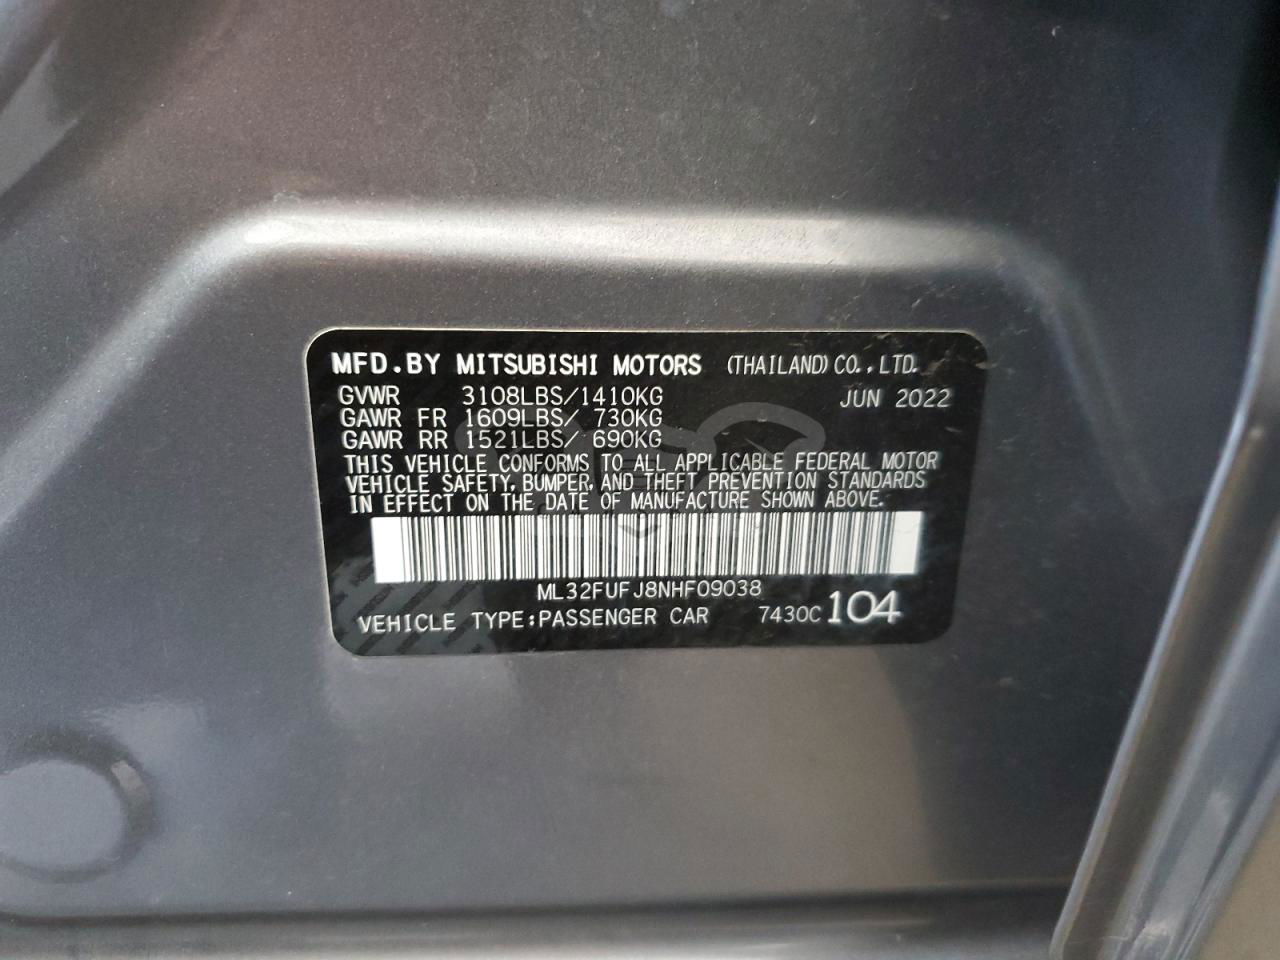 MFD.BY MITSUBISHI MOTORS (THAILAND) CO.,LTD.
GVWR 3108LBS/1410KG JUN 2022
GAWR FR 1609LBS/ 730KG
GAWR RR 1521LBS/ 690KG
THIS VEHICLE CONFORMS TO ALL APPLICABLE FEDERAL MOTOR
VEHICLE SAFETY, BUMPER, AND THEFT PREVENTION STANDARDS
IN EFFECT ON THE DATE OF MANUFACTURE SHOWN ABOVE.
ML32FUFJ8NHF09038
VEHICLE TYPE:PASSENGER CAR 7430C 104